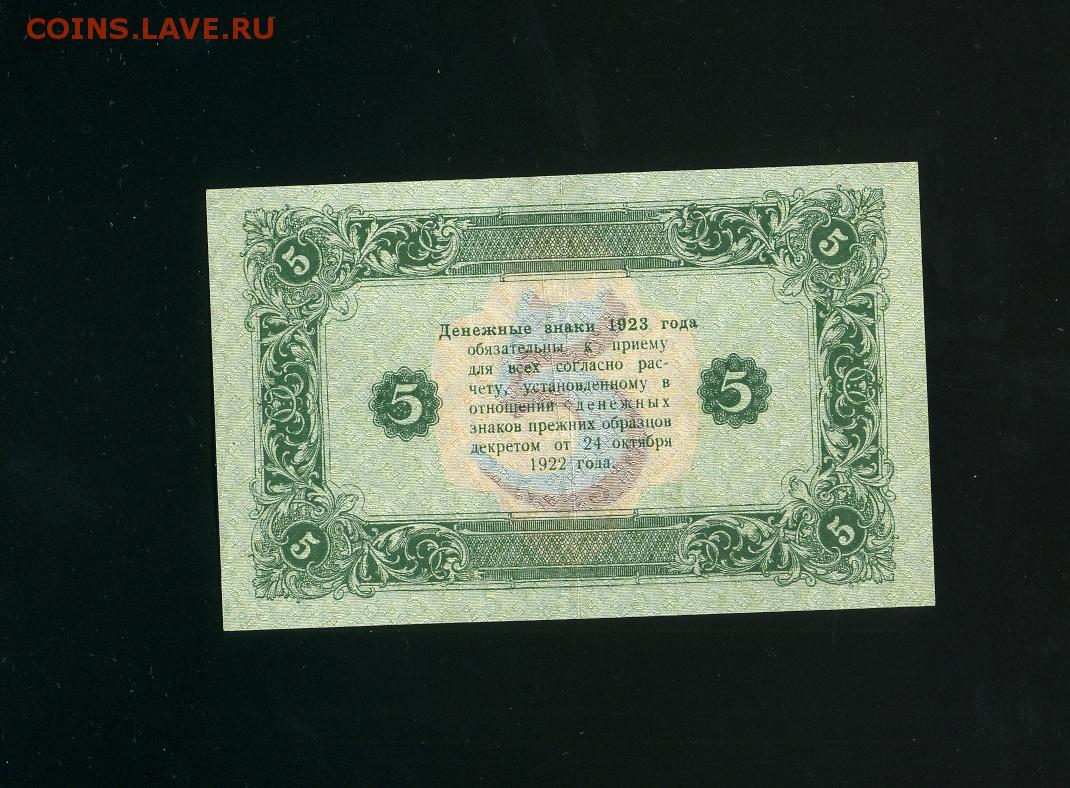 COINS.LAVE.RU
5 5
Денежные знаки 1923 года
обязательны к приему
для всех согласно рас-
чету, установленному в
5 5
отношении денежных
знаков прежних образцов
декретом от 24 октября
1922 года.
5 5